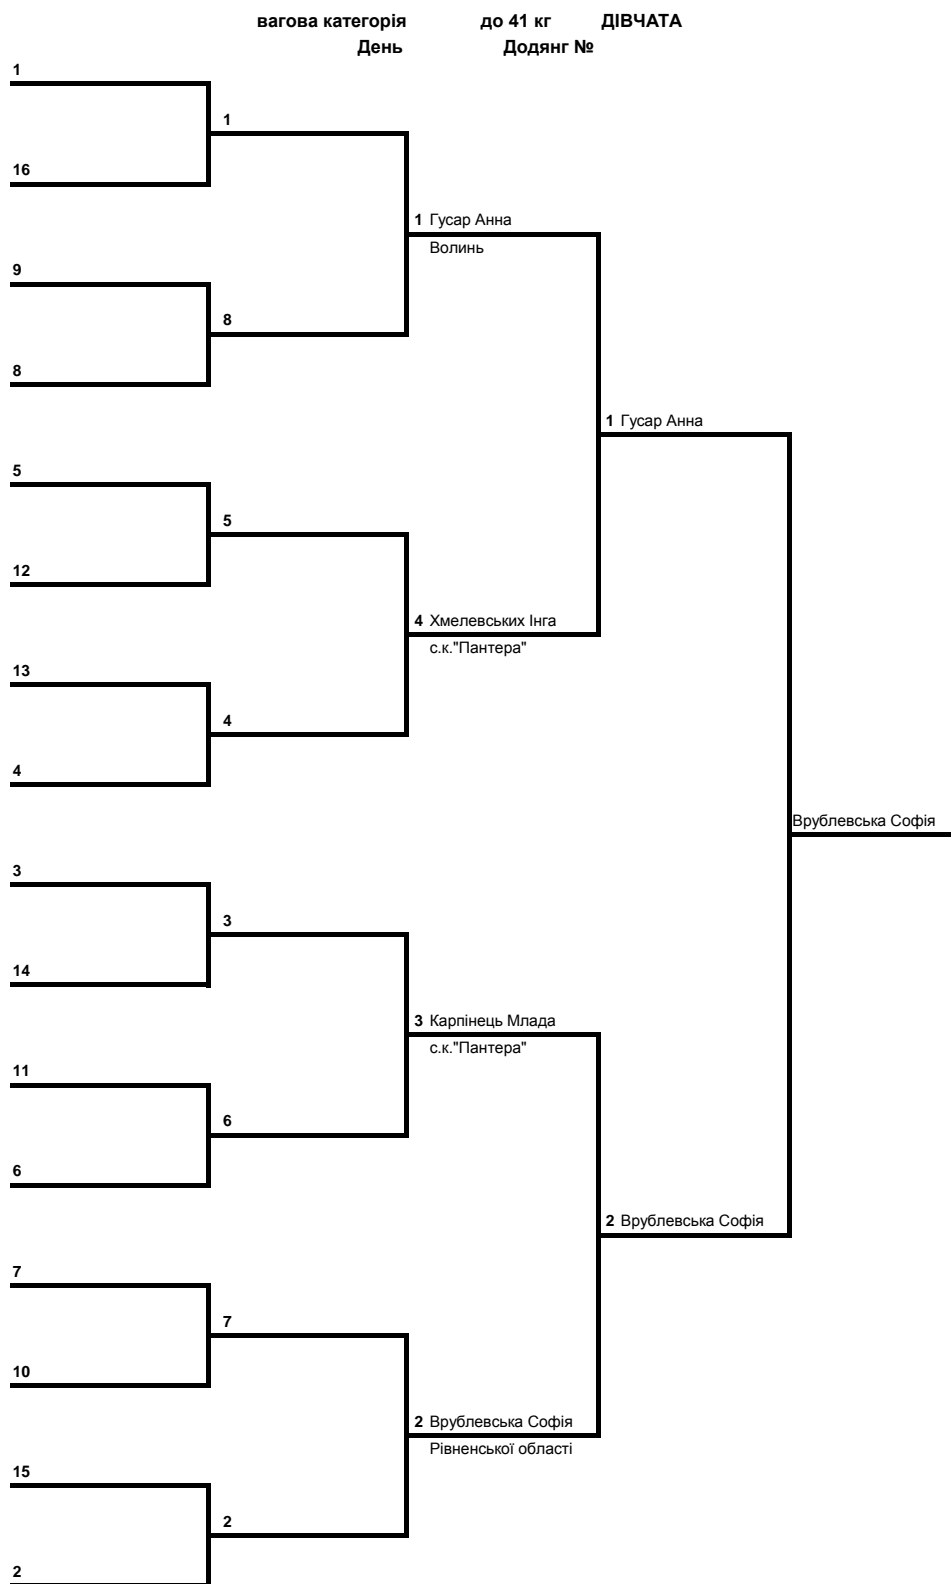 вагова категорія до 41 кг ДІВЧАТА
День Додянг №
1
1
16
1 Гусар Анна
Волинь
9
8
8
1 Гусар Анна
5
5
12
4 Хмелевських Інга
с.к."Пантера"
13
4
4
Врублевська Софія
3
3
14
3 Карпінець Млада
с.к."Пантера"
11
6
6
2 Врублевська Софія
7
7
10
2 Врублевська Софія
Рівненської області
15
2
2